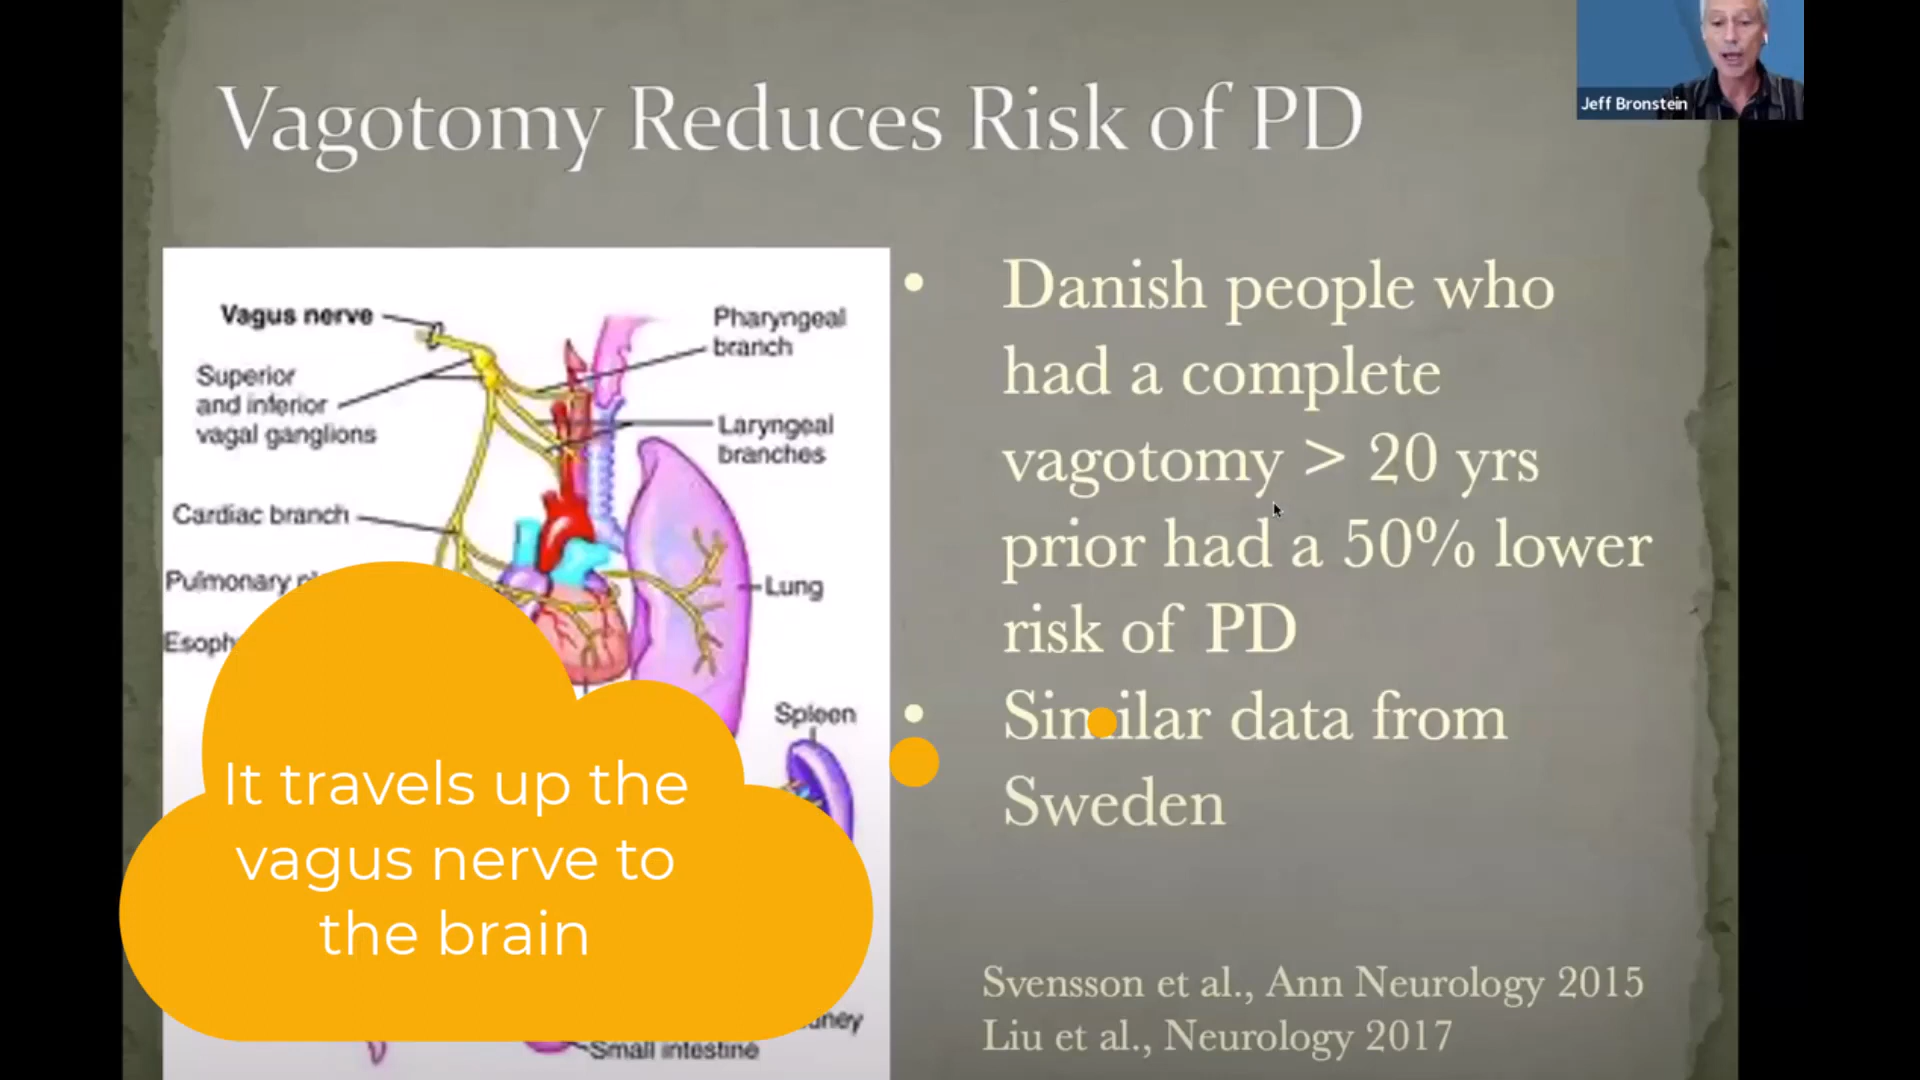 Vagotomy Reduces Risk of PD
Jeff Bronstein
Vagus nerve
Superior
and inferior
vagal ganglions
Cardiac branch
Pulmonary
Pharyngeal
branch
Laryngeal
branches
Lung
Spleen
Small intestine
It travels up the
vagus nerve to
the brain
• Danish people who
had a complete
vagotomy > 20 yrs
prior had a 50% lower
risk of PD
• Similar data from
Sweden
Svensson et al., Ann Neurology 2015
Liu et al., Neurology 2017